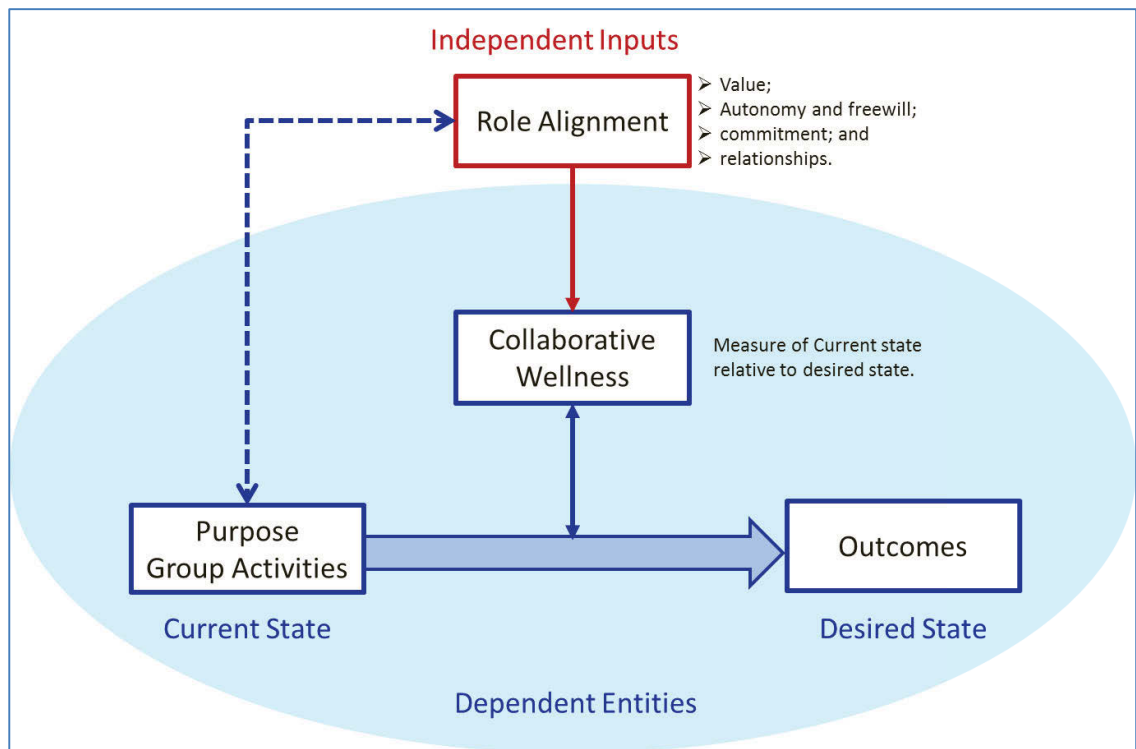 Independent Inputs
Role Alignment
➢ Value;
➢ Autonomy and freewill;
➢ commitment; and
➢ relationships.
Collaborative
Wellness
Measure of Current state
relative to desired state.
Purpose
Group Activities
Outcomes
Current State
Desired State
Dependent Entities